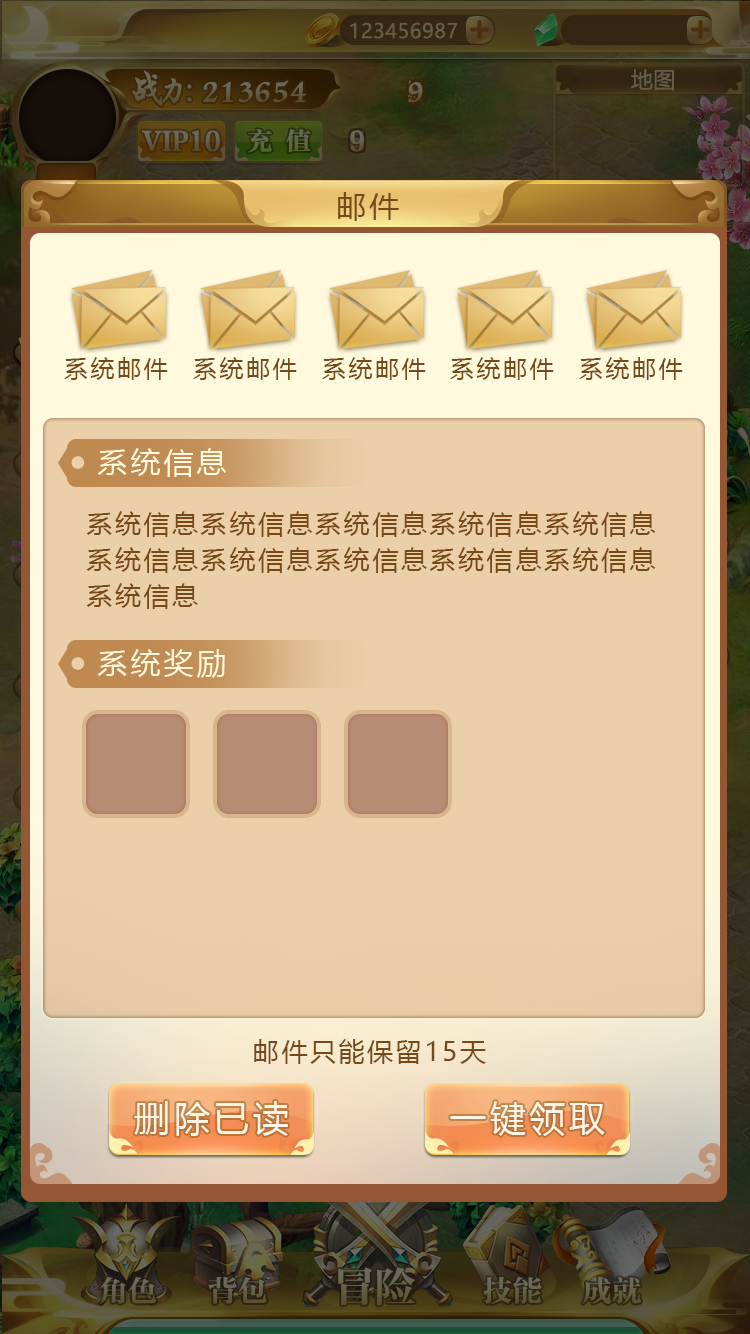 123456987
战力:213654
9
地图
VIP10
充值
9
邮件
系统邮件 系统邮件 系统邮件 系统邮件 系统邮件
系统信息
系统信息系统信息系统信息系统信息系统信息
系统信息系统信息系统信息系统信息系统信息
系统信息
系统奖励
邮件只能保留15天
删除已读
一键领取
角色 背包 冒险 技能 成就